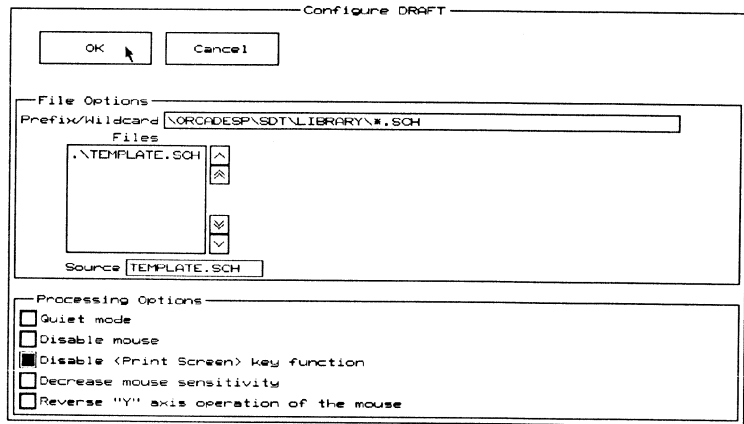 Configure DRAFT
OK Cancel
File Options
Prefix/Wildcard \ORCADESP\SDT\LIBRARY\*.SCH
Files
.\TEMPLATE.SCH
Source TEMPLATE.SCH
Processing Options
Quiet mode
Disable mouse
Disable <Print Screen> key function
Decrease mouse sensitivity
Reverse "Y" axis operation of the mouse